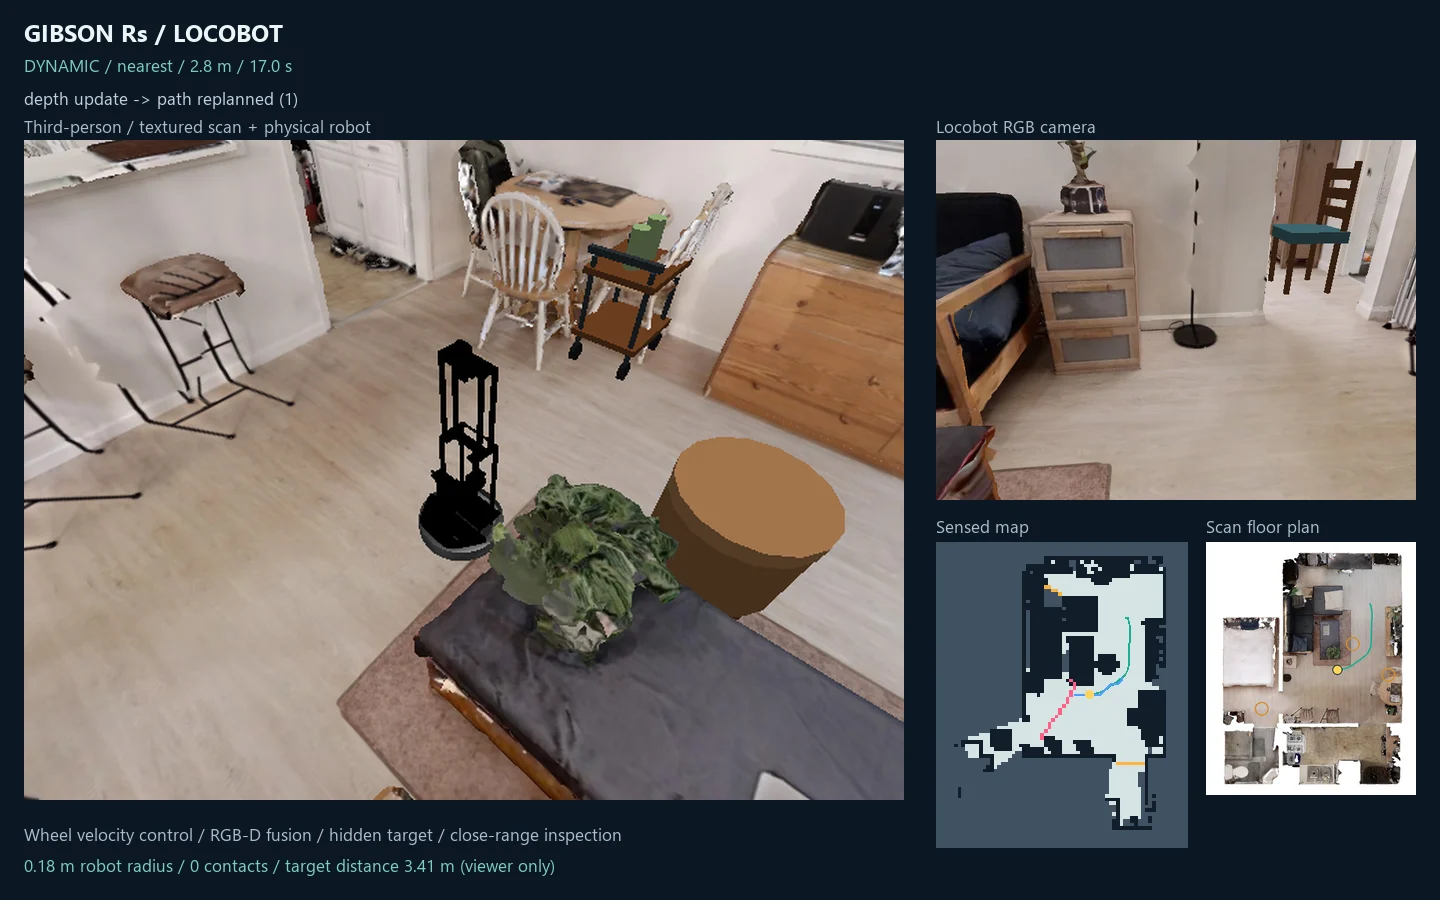 GIBSON Rs / LOCOBOT
DYNAMIC / nearest / 2.8 m / 17.0 s
depth update -> path replanned (1)
Third-person / textured scan + physical robot
Locobot RGB camera
Sensed map
Scan floor plan
Wheel velocity control / RGB-D fusion / hidden target / close-range inspection
0.18 m robot radius / 0 contacts / target distance 3.41 m (viewer only)